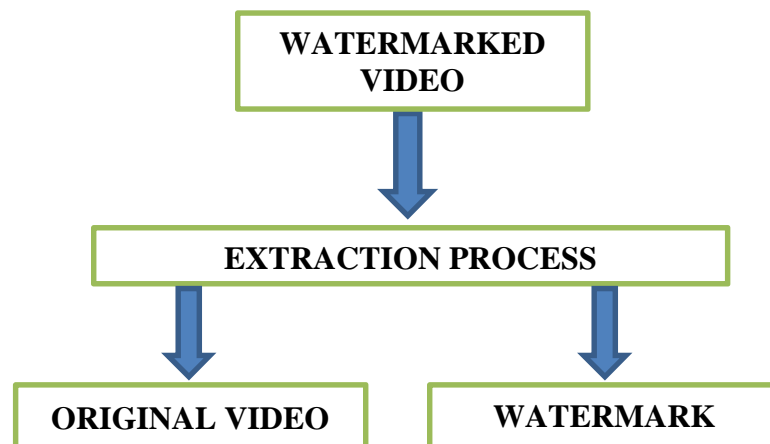 WATERMARKED
VIDEO
EXTRACTION PROCESS
ORIGINAL VIDEO
WATERMARK